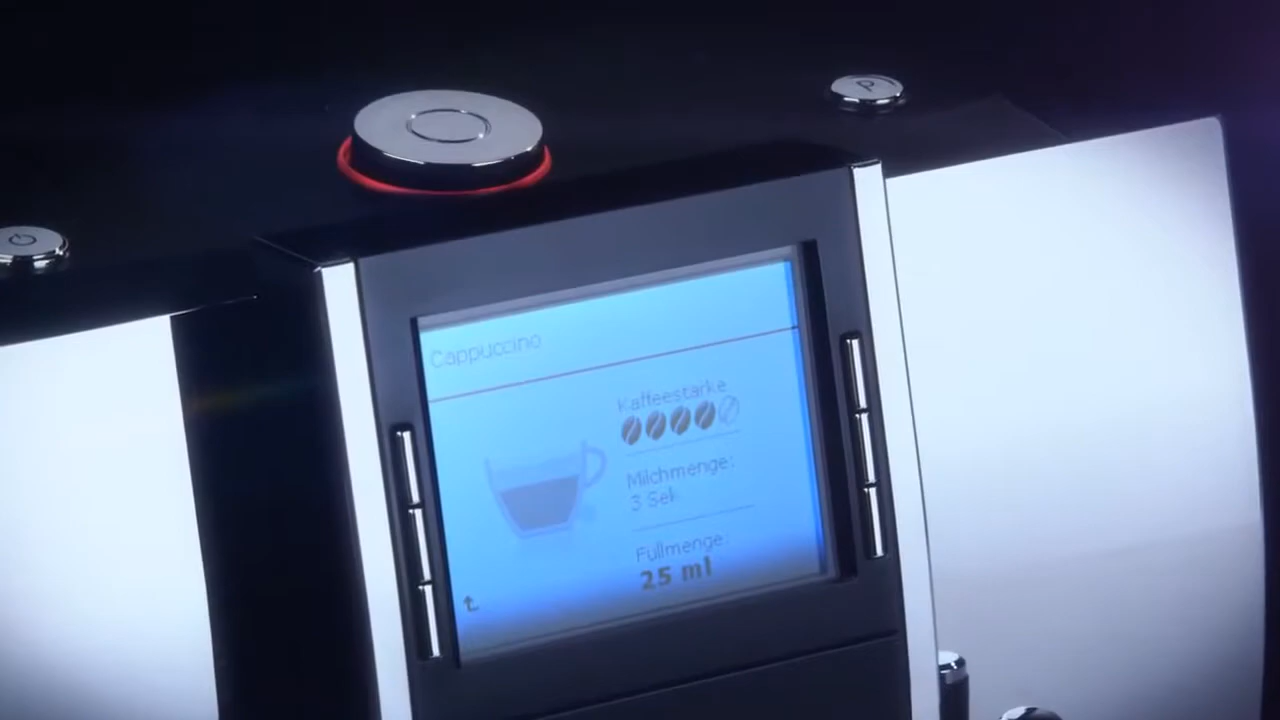 P
Cappuccino
Kaffeestärke
Milchmenge:
3 Sek
Füllmenge:
25 ml